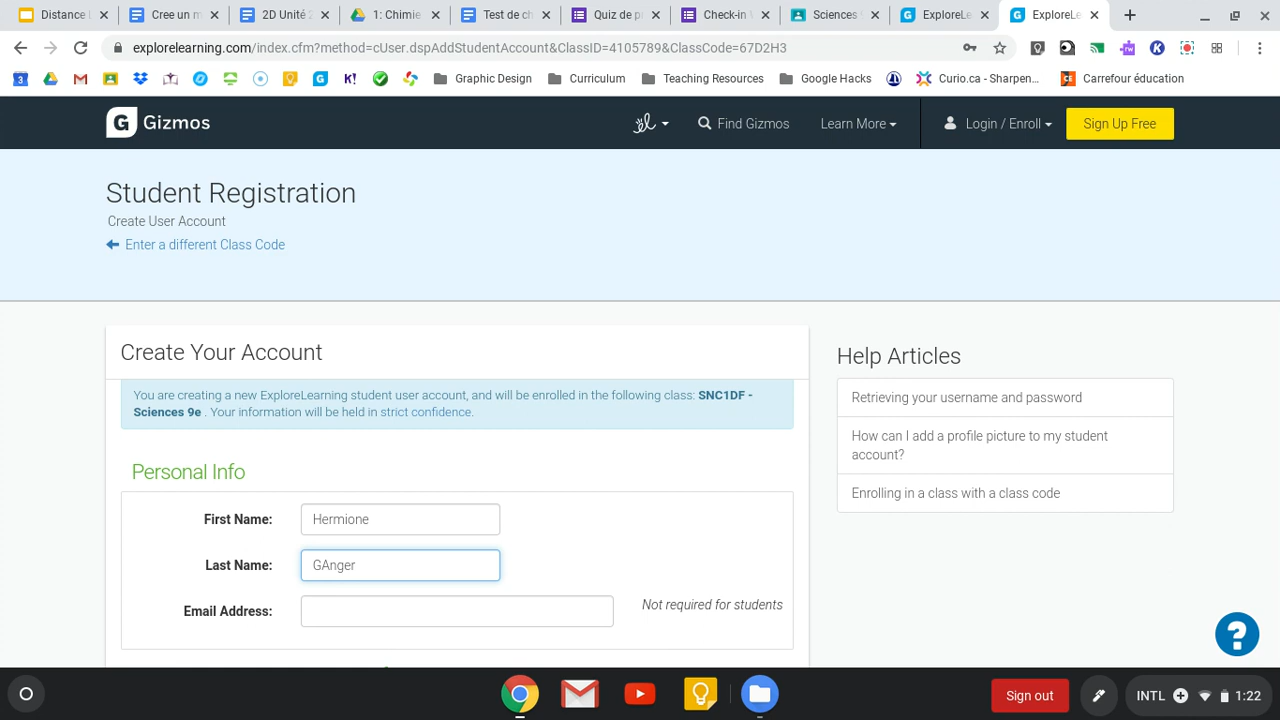 Distance L
Cree un m
2D Unité 2
1: Chimie
Test de ch
Quiz de p
Check-in
Sciences 9
ExploreLe
ExploreLe
explorelearning.com/index.cfm?method=cUser.dspAddStudentAccount&ClassID=4105789&ClassCode=67D2H3
Graphic Design
Curriculum
Teaching Resources
Google Hacks
Curio.ca - Sharpen...
Carrefour éducation
G Gizmos
Find Gizmos
Learn More
Login / Enroll
Sign Up Free
Student Registration
Create User Account
Enter a different Class Code
Create Your Account
You are creating a new ExploreLearning student user account, and will be enrolled in the following class: SNC1DF -
Sciences 9e . Your information will be held in strict confidence.
Personal Info
First Name: Hermione
Last Name: GAnger
Email Address:
Not required for students
Help Articles
Retrieving your username and password
How can I add a profile picture to my student
account?
Enrolling in a class with a class code
?
Sign out
INTL
1:22